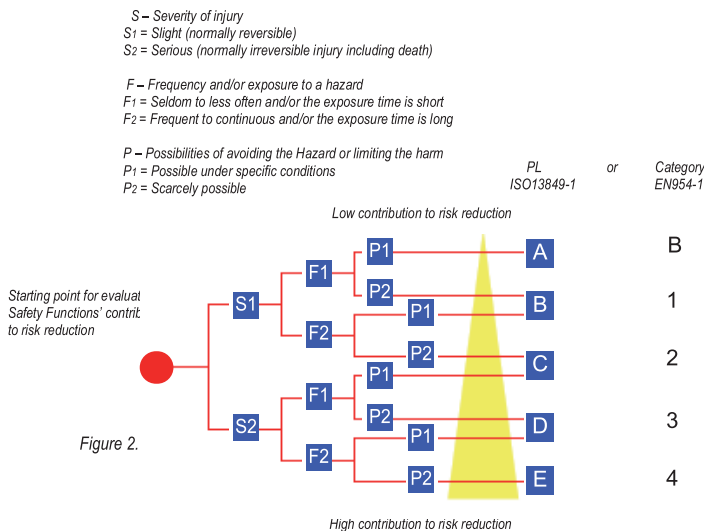 S – Severity of injury
S1 = Slight (normally reversible)
S2 = Serious (normally irreversible injury including death)
F – Frequency and/or exposure to a hazard
F1 = Seldom to less often and/or the exposure time is short
F2 = Frequent to continuous and/or the exposure time is long
P – Possibilities of avoiding the Hazard or limiting the harm
P1 = Possible under specific conditions
P2 = Scarcely possible
PL or Category
ISO13849-1 EN954-1
Low contribution to risk reduction
P1 A B
F1
P2 B 1
S1
P1
F2
P2 C 2
Starting point for evaluat
Safety Functions' contrib
to risk reduction
P1
F1
P2 D 3
S2
P1
F2
P2 E 4
Figure 2.
High contribution to risk reduction